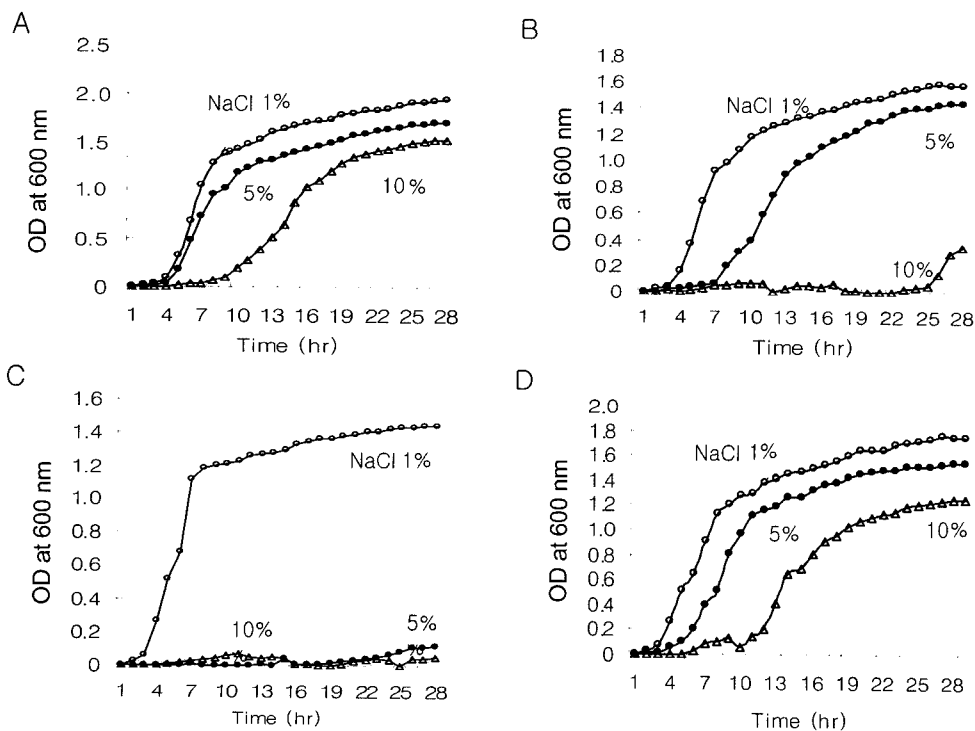 A
OD at 600 nm
2.5
2.0
1.5
1.0
0.5
0
NaCl 1%
5%
10%
1 4 7 10 13 16 19 22 25 28
Time (hr)
B
OD at 600 nm
1.8
1.6
1.4
1.2
1.0
0.8
0.6
0.4
0.2
0
NaCl 1%
5%
10%
1 4 7 10 13 16 19 22 25 28
Time (hr)
C
OD at 600 nm
1.6
1.4
1.2
1.0
0.8
0.6
0.4
0.2
0
NaCl 1%
10%
5%
1 4 7 10 13 16 19 22 25 28
Time (hr)
D
OD at 600 nm
2.0
1.8
1.6
1.4
1.2
1.0
0.8
0.6
0.4
0.2
0
NaCl 1%
5%
10%
1 4 7 10 13 16 19 22 25 28
Time (hr)